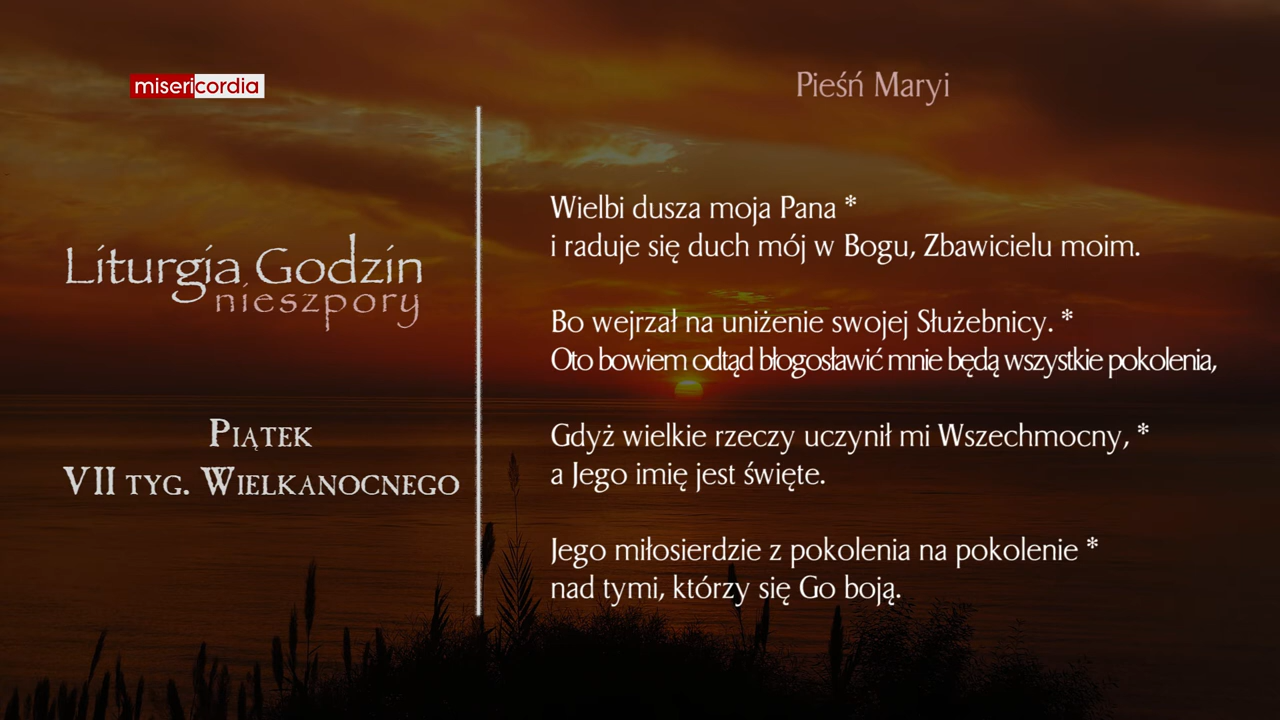 misericordia
Liturgia Godzin
nieszpory
Piątek
VII tyg. Wielkanocnego
Pieśń Maryi
Wielbi dusza moja Pana *
i raduje się duch mój w Bogu, Zbawicielu moim.
Bo wejrzał na uniżenie swojej Służebnicy. *
Oto bowiem odtąd błogosławić mnie będą wszystkie pokolenia,
Gdyż wielkie rzeczy uczynił mi Wszechmocny, *
a Jego imię jest święte.
Jego miłosierdzie z pokolenia na pokolenie *
nad tymi, którzy się Go boją.